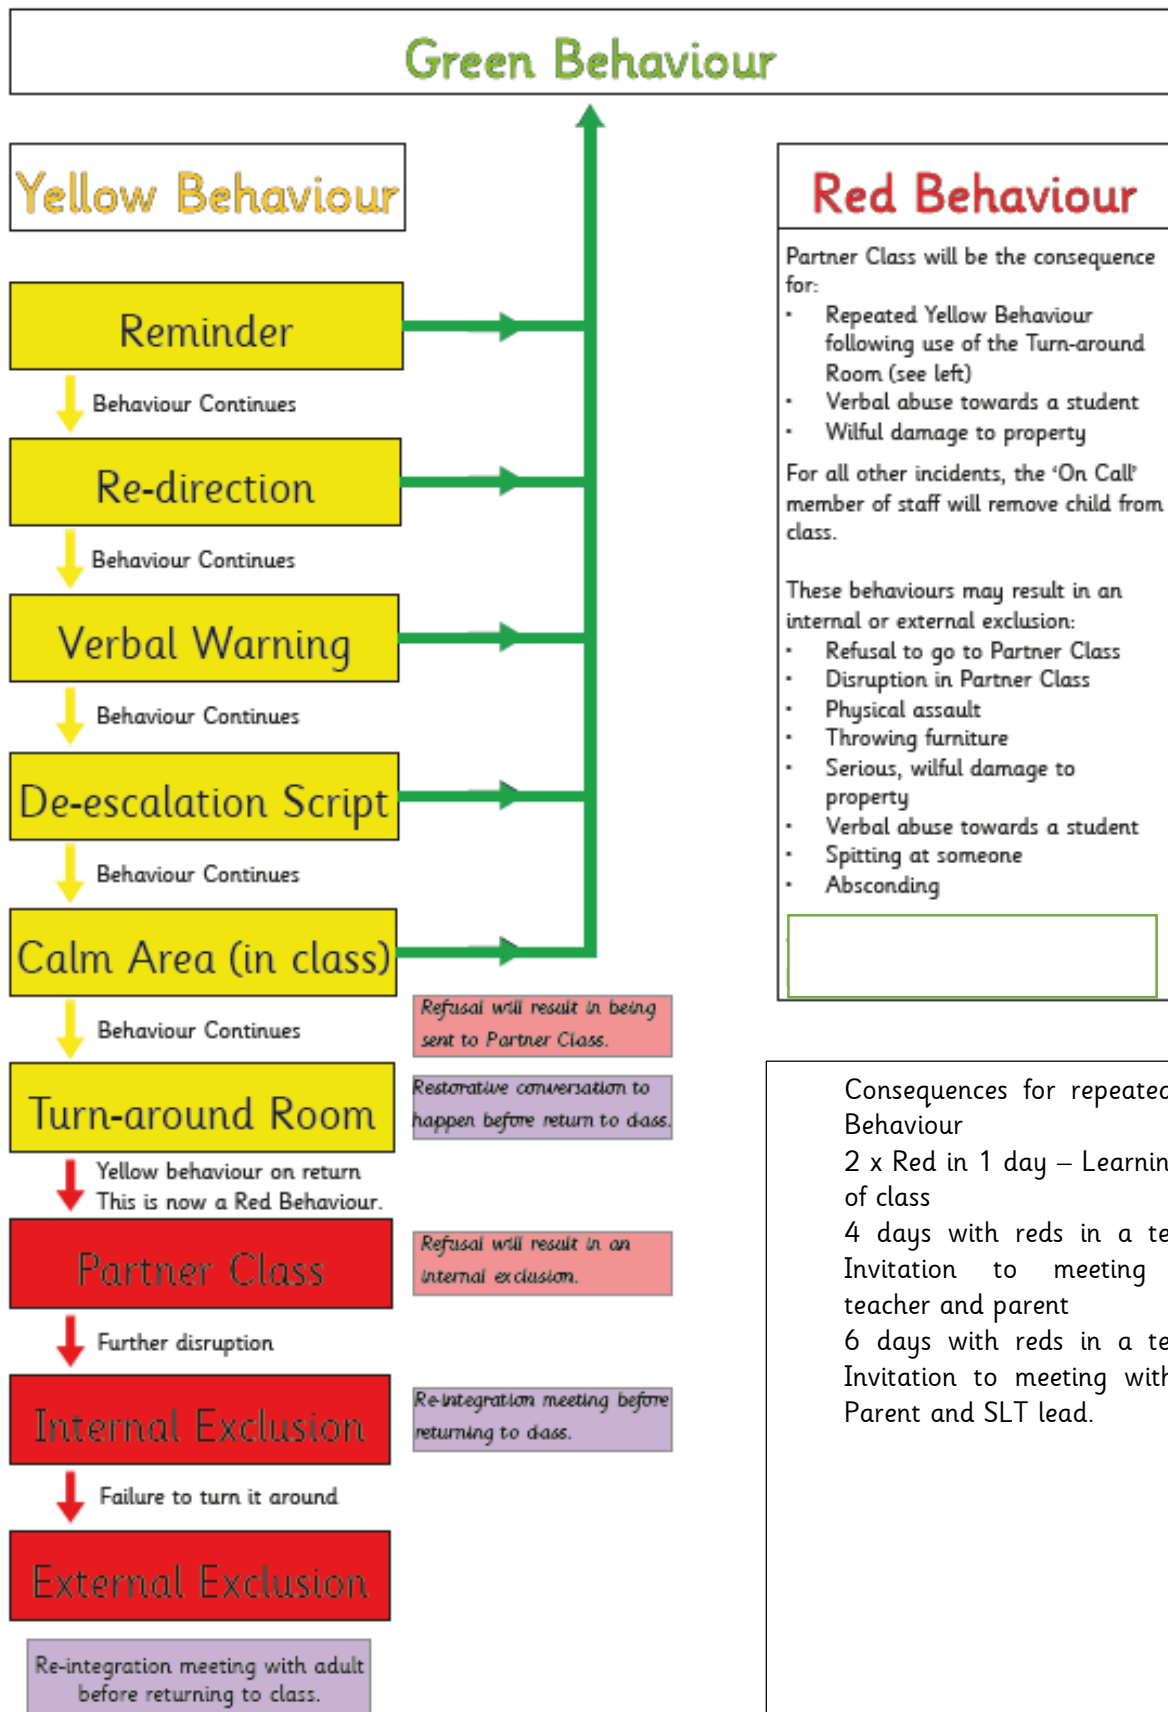 Green Behaviour
Yellow Behaviour
Reminder
Behaviour Continues
Re-direction
Behaviour Continues
Verbal Warning
Behaviour Continues
De-escalation Script
Behaviour Continues
Calm Area (in class)
Behaviour Continues
Refusal will result in being
sent to Partner Class.
Turn-around Room
Restorative conversation to
happen before return to class.
Yellow behaviour on return
This is now a Red Behaviour.
Partner Class
Refusal will result in an
internal exclusion.
Further disruption
Internal Exclusion
Re-integration meeting before
returning to class.
Failure to turn it around
External Exclusion
Re-integration meeting with adult
before returning to class.
Red Behaviour
Partner Class will be the consequence
for:
• Repeated Yellow Behaviour
following use of the Turn-around
Room (see left)
• Verbal abuse towards a student
• Wilful damage to property
For all other incidents, the ‘On Call’
member of staff will remove child from
class.
These behaviours may result in an
internal or external exclusion:
• Refusal to go to Partner Class
• Disruption in Partner Class
• Physical assault
• Throwing furniture
• Serious, wilful damage to
property
• Verbal abuse towards a student
• Spitting at someone
• Absconding
Consequences for repeated
Behaviour
2 x Red in 1 day – Learnin
of class
4 days with reds in a te
Invitation to meeting
teacher and parent
6 days with reds in a te
Invitation to meeting with
Parent and SLT lead.